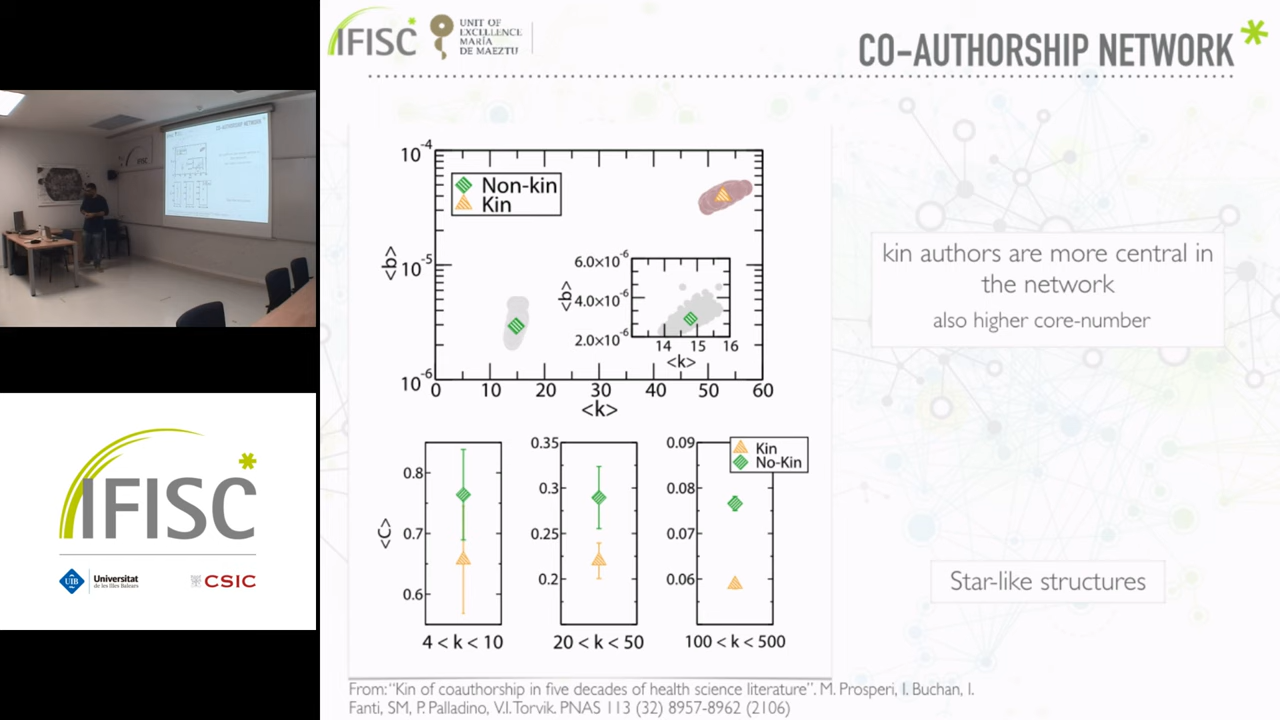 IFISC
UNIT OF
EXCELLENCE
MARÍA
DE MAEZTU
CO-AUTHORSHIP NETWORK
10-4
Non-kin
Kin
<b>
10-5
6.0×10-6
<b>
4.0×10-6
2.0×10-6
14 15 16
<k>
10-6
0 10 20 30 40 50 60
<k>
kin authors are more central in
the network
also higher core-number
0.8
0.7
0.6
<C>
4 < k < 10
0.35
0.3
0.25
0.2
20 < k < 50
0.09
0.08
0.07
0.06
Kin
No-Kin
100 < k < 500
Star-like structures
From: “Kin of coauthorship in five decades of health science literature”. M. Prosperi, I. Buchan, I.
Fanti, SM, P. Palladino, V.I. Torvik. PNAS 113 (32) 8957-8962 (2106)
IFISC
UIB
Universitat
de les Illes Balears
CSIC
CO-AUTHORSHIP NETWORK